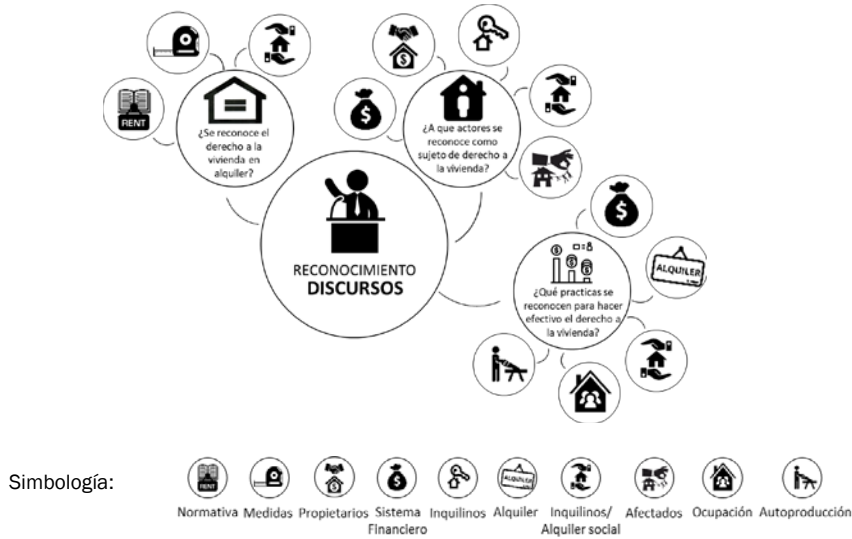 RENT
¿Se reconoce el
derecho a la
vivienda en
alquiler?
$
$
¿A que actores se
reconoce como
sujeto de derecho a
la vivienda?
RECONOCIMIENTO
DISCURSOS
$
ALQUILER
¿Qué practicas se
reconocen para hacer
efectivo el derecho a
la vivienda?
Simbología:
RENT
$
$
ALQUILER
Normativa Medidas Propietarios Sistema Inquilinos Alquiler Inquilinos/ Afectados Ocupación Autoproducción
Financiero Alquiler social